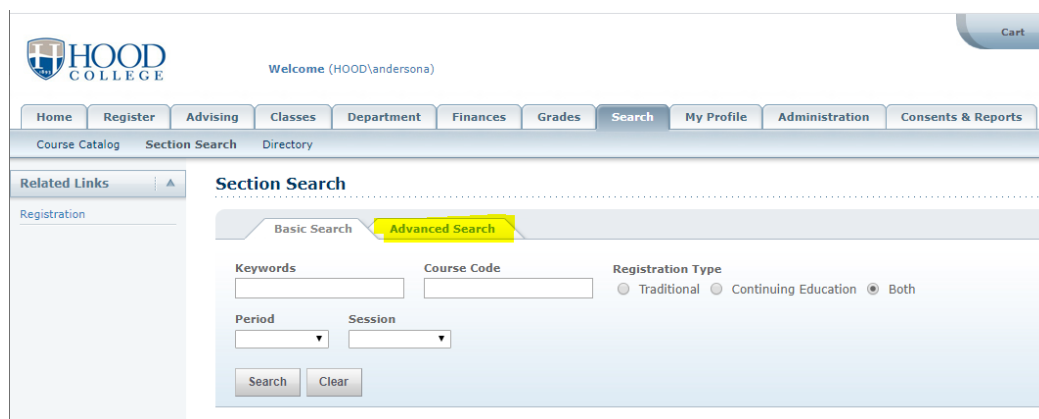 Cart
HOOD
COLLEGE
1893
Welcome (HOOD\andersona)
Home Register Advising Classes Department Finances Grades Search My Profile Administration Consents & Reports
Course Catalog Section Search Directory
Related Links
Section Search
Registration
Basic Search Advanced Search
Keywords Course Code Registration Type
Traditional Continuing Education Both
Period Session
Search Clear